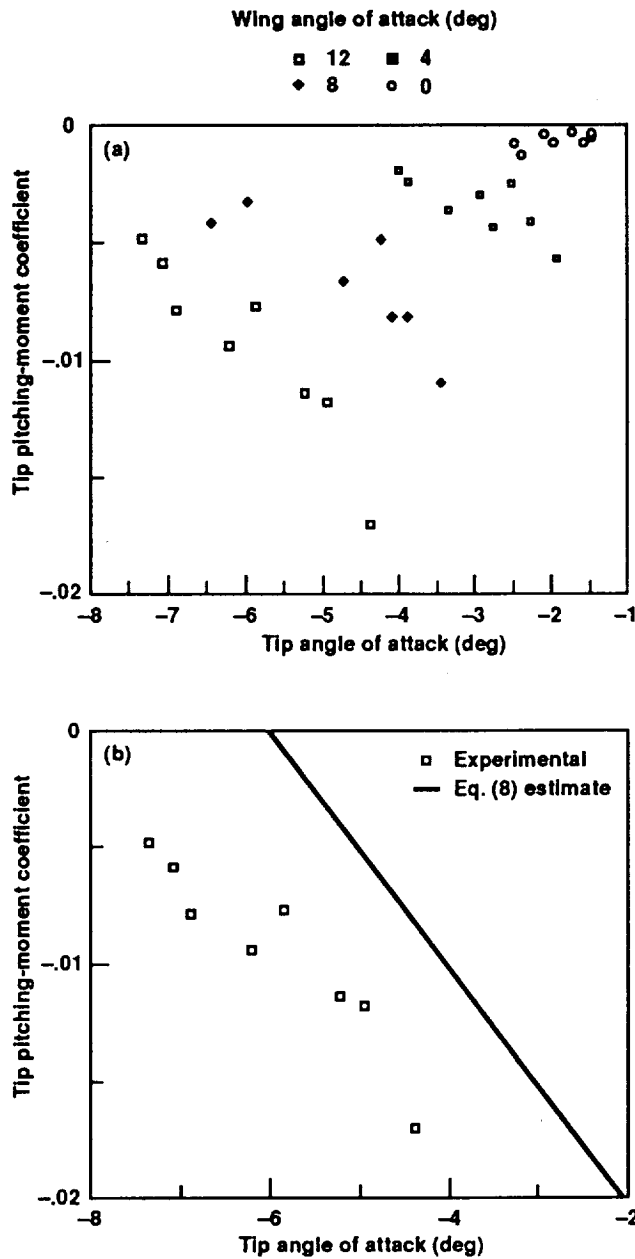 Wing angle of attack (deg)
12 4
8 0
(a)
0
-.01
-.02
Tip pitching-moment coefficient
-8 -7 -6 -5 -4 -3 -2 -1
Tip angle of attack (deg)
(b)
Experimental
Eq. (8) estimate
0
-.01
-.02
Tip pitching-moment coefficient
-8 -6 -4 -2
Tip angle of attack (deg)